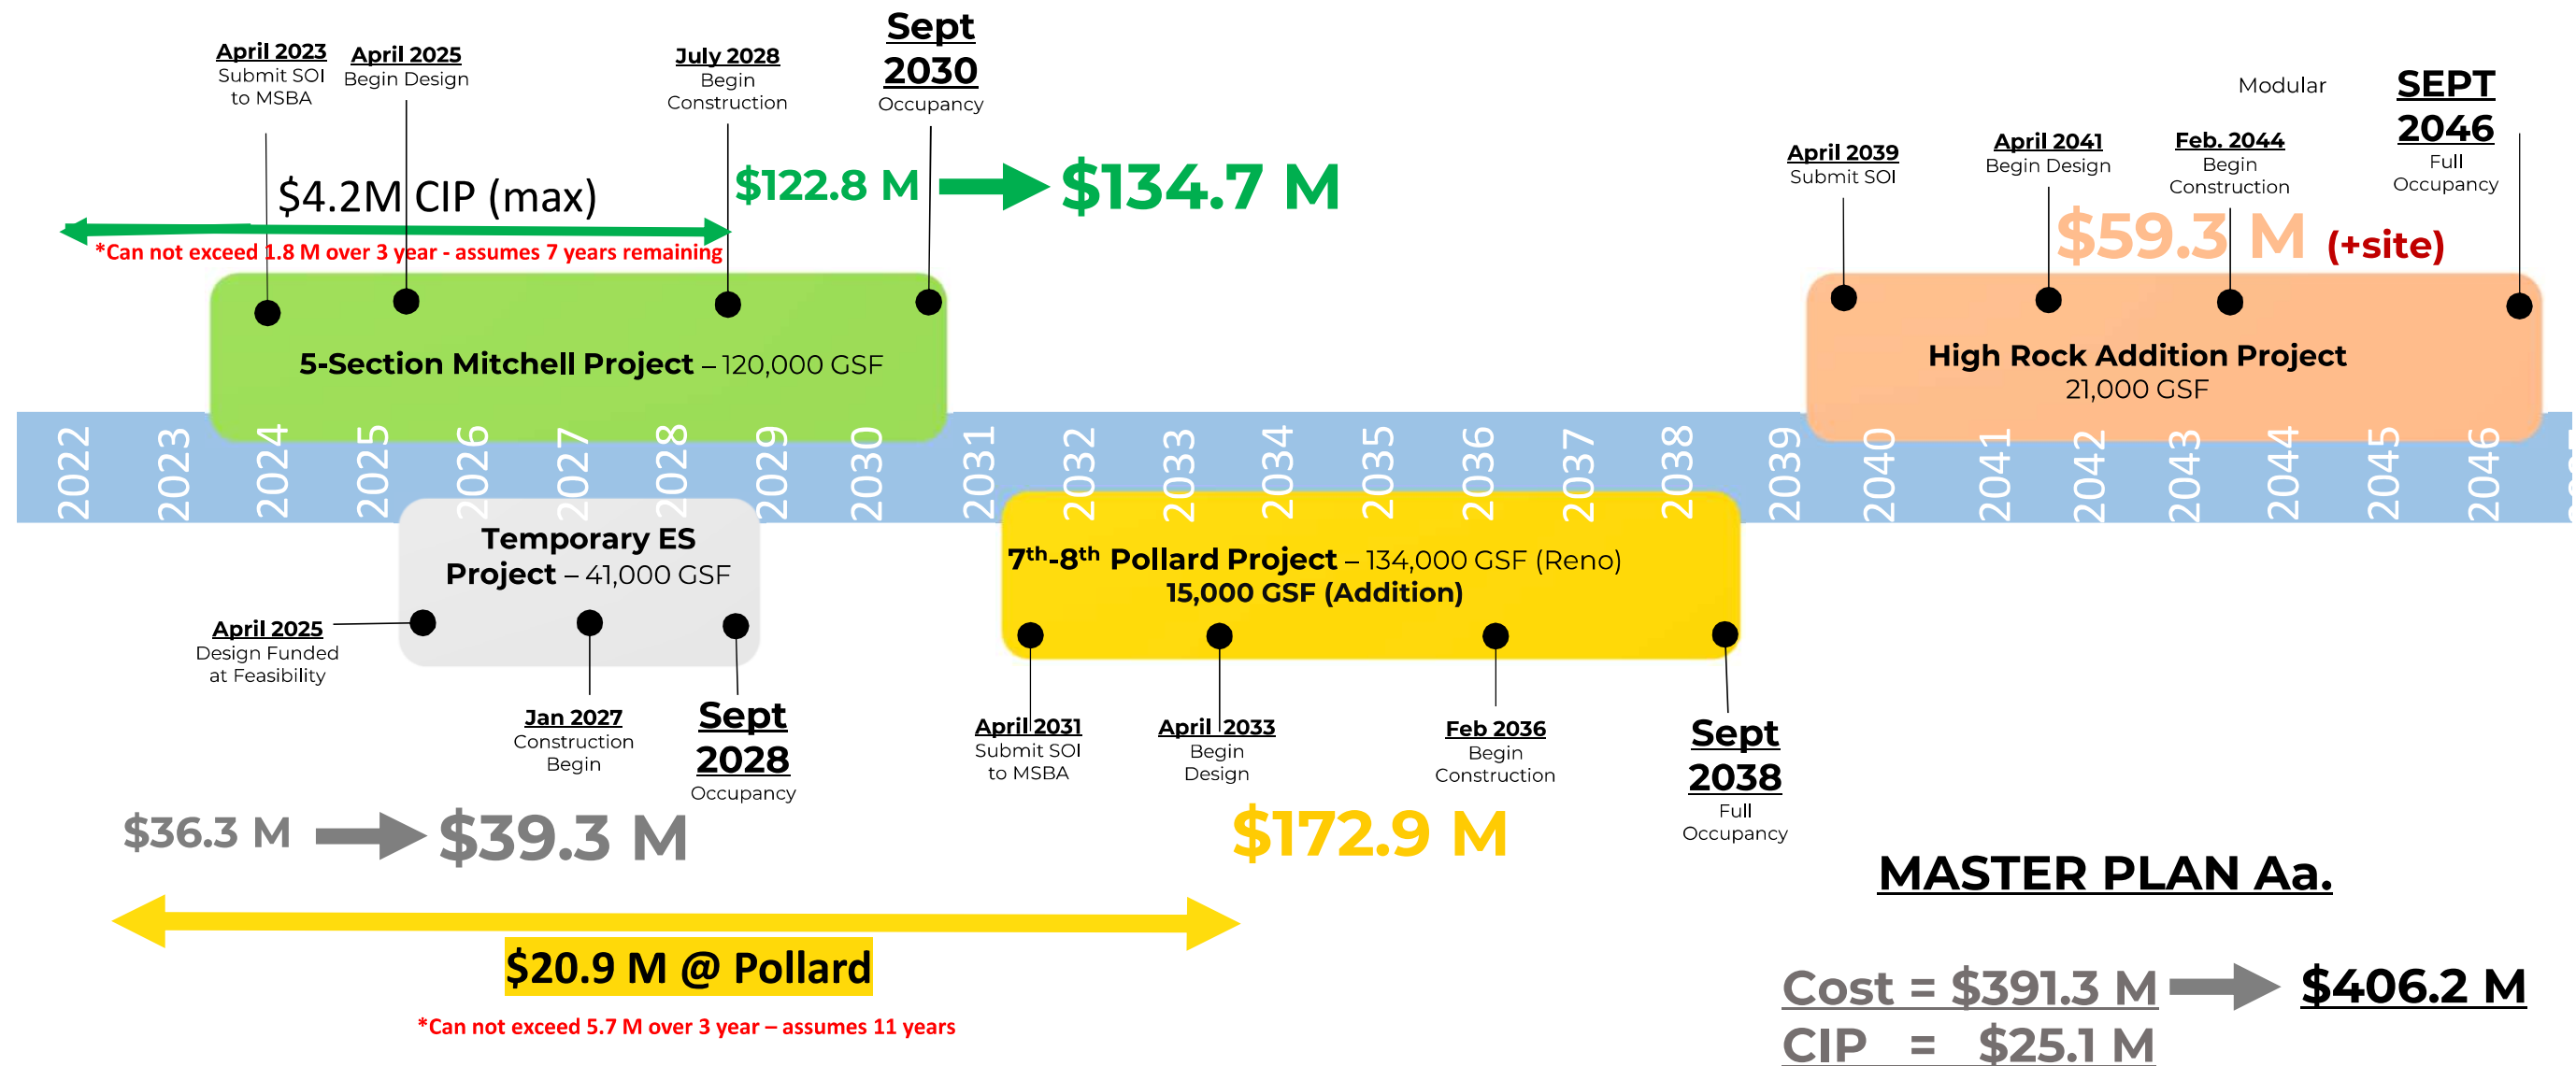 April 2023
Submit SOI
to MSBA
April 2025
Begin Design
July 2028
Begin
Construction
Sept
2030
Occupancy
April 2039
Submit SOI
April 2041
Begin Design
Modular
Feb. 2044
Begin
Construction
SEPT
2046
Full
Occupancy
$4.2M CIP (max)
*Can not exceed 1.8 M over 3 year - assumes 7 years remaining
$122.8 M
$134.7 M
$59.3 M (+site)
5-Section Mitchell Project – 120,000 GSF
High Rock Addition Project
21,000 GSF
2022
2023
2024
2025
2026
2027
2028
2029
2030
2031
2032
2033
2034
2035
2036
2037
2038
2039
2040
2041
2042
2043
2044
2045
2046
Temporary ES
Project – 41,000 GSF
7th-8th Pollard Project – 134,000 GSF (Reno)
15,000 GSF (Addition)
April 2025
Design Funded
at Feasibility
Jan 2027
Construction
Begin
Sept
2028
Occupancy
April 2031
Submit SOI
to MSBA
April 2033
Begin
Design
Feb 2036
Begin
Construction
Sept
2038
Full
Occupancy
$36.3 M
$39.3 M
$172.9 M
$20.9 M @ Pollard
*Can not exceed 5.7 M over 3 year – assumes 11 years
MASTER PLAN Aa.
Cost = $391.3 M
$406.2 M
CIP = $25.1 M